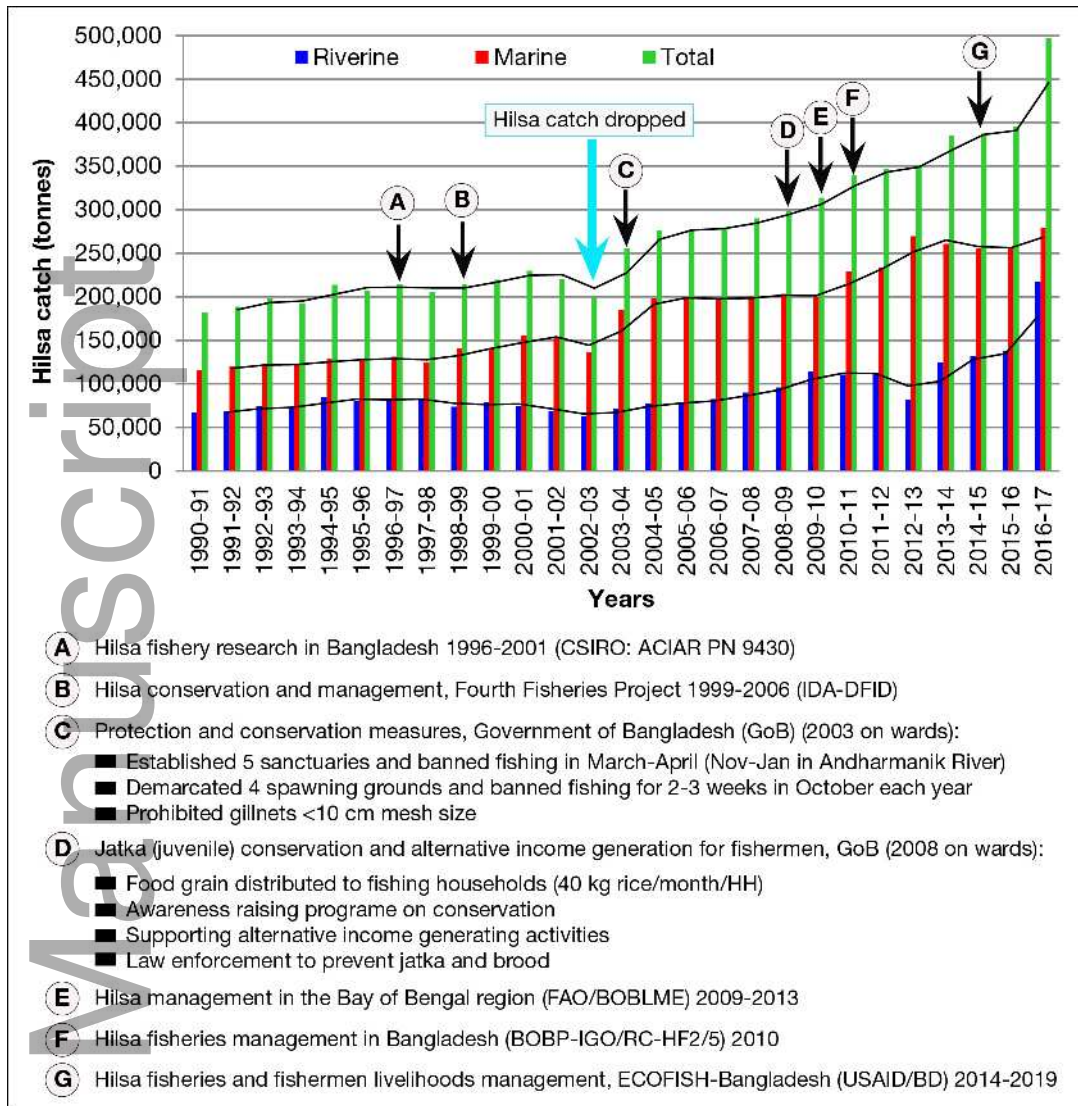 500,000
450,000
400,000
350,000
300,000
250,000
200,000
150,000
100,000
50,000
0
Hilsa catch (tonnes)
Riverine Marine Total
Hilsa catch dropped
A
B
C
D
E
F
G
1990-91
1991-92
1992-93
1993-94
1994-95
1995-96
1996-97
1997-98
1998-99
1999-00
2000-01
2001-02
2002-03
2003-04
2004-05
2005-06
2006-07
2007-08
2008-09
2009-10
2010-11
2011-12
2012-13
2013-14
2014-15
2015-16
2016-17
Years
A Hilsa fishery research in Bangladesh 1996-2001 (CSIRO: ACIAR PN 9430)
B Hilsa conservation and management, Fourth Fisheries Project 1999-2006 (IDA-DFID)
C Protection and conservation measures, Government of Bangladesh (GoB) (2003 on wards):
Established 5 sanctuaries and banned fishing in March-April (Nov-Jan in Andharmanik River)
Demarcated 4 spawning grounds and banned fishing for 2-3 weeks in October each year
Prohibited gillnets <10 cm mesh size
D Jatka (juvenile) conservation and alternative income generation for fishermen, GoB (2008 on wards):
Food grain distributed to fishing households (40 kg rice/month/HH)
Awareness raising programe on conservation
Supporting alternative income generating activities
Law enforcement to prevent jatka and brood
E Hilsa management in the Bay of Bengal region (FAO/BOBLME) 2009-2013
F Hilsa fisheries management in Bangladesh (BOBP-IGO/RC-HF2/5) 2010
G Hilsa fisheries and fishermen livelihoods management, ECOFISH-Bangladesh (USAID/BD) 2014-2019
Manuscript